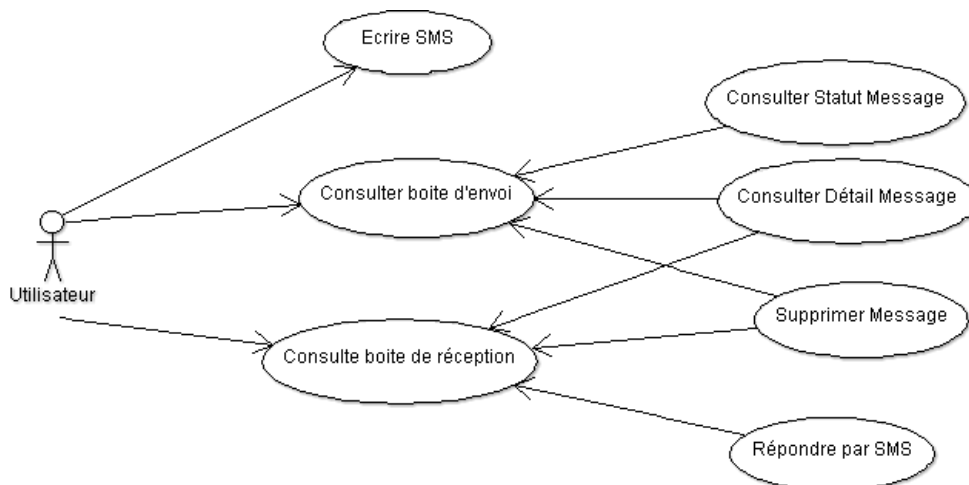 Ecrire SMS
Consulter Statut Message
Consulter boite d'envoi
Consulter Détail Message
Utilisateur
Supprimer Message
Consulte boite de réception
Répondre par SMS